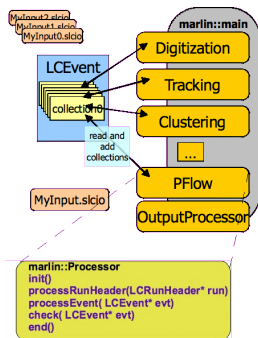 MyInput2.slcio
MyInput1.slcio
MyInput0.slcio
marlin::main
LCEvent
collection0
read and
add
collections
Digitization
Tracking
Clustering
...
PFlow
OutputProcessor
MyInput.slcio
marlin::Processor
init()
processRunHeader(LCRunHeader* run)
processEvent( LCEvent* evt)
check( LCEvent* evt)
end()